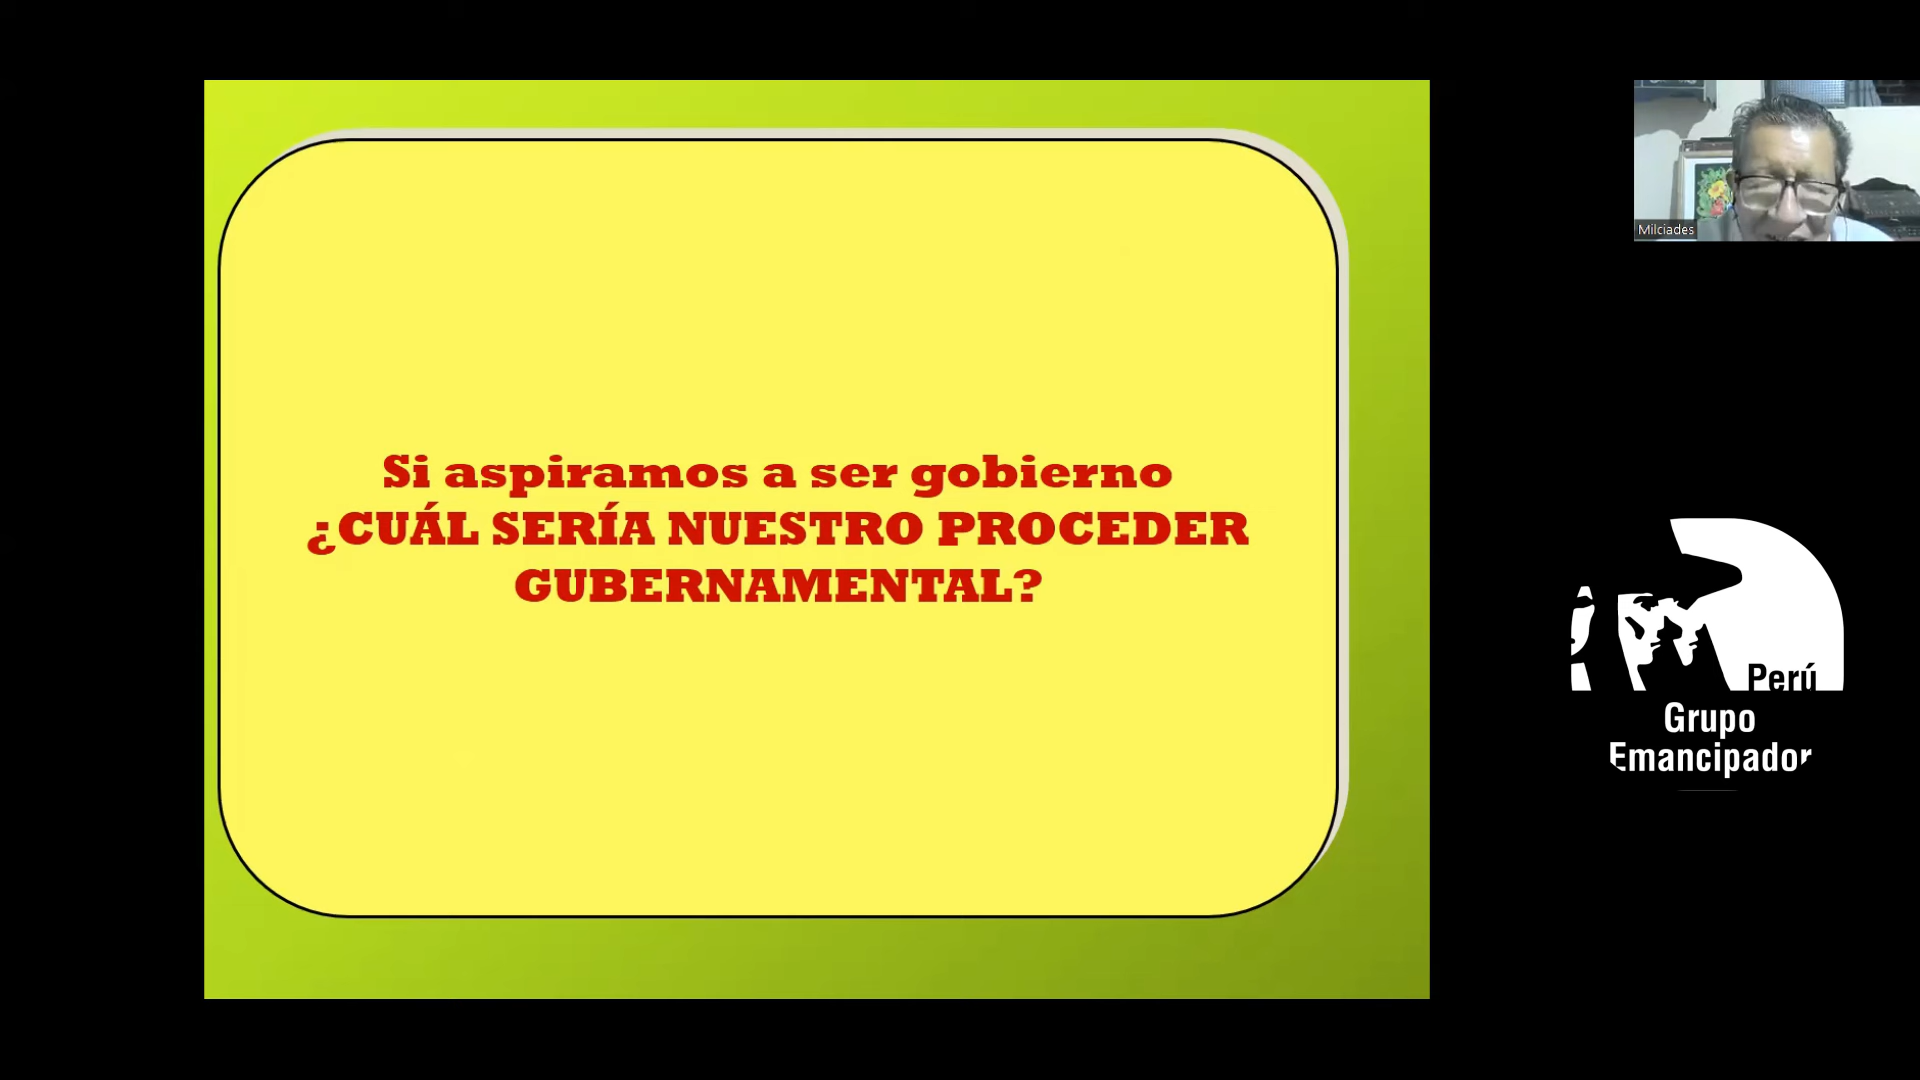 Si aspiramos a ser gobierno
¿CUÁL SERÍA NUESTRO PROCEDER
GUBERNAMENTAL?
Milciades
Perú
Grupo
Emancipador